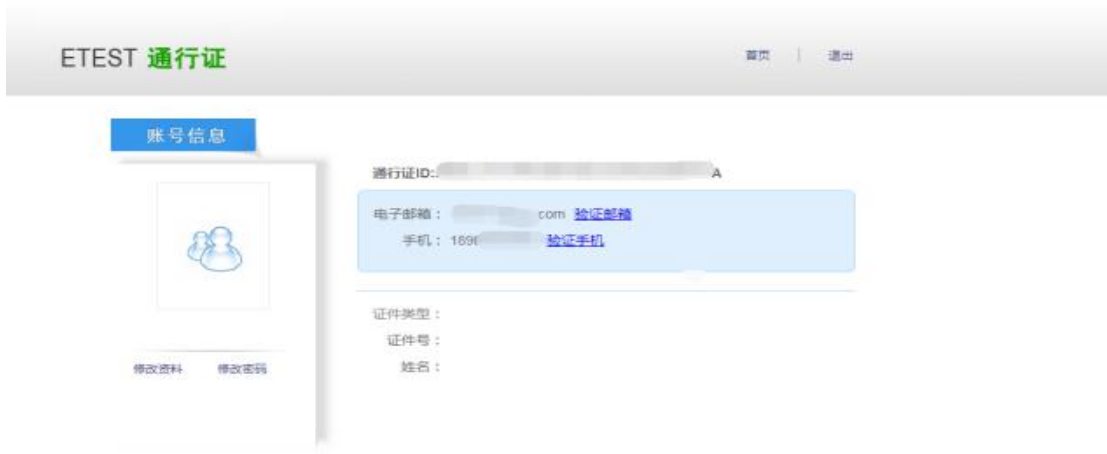 ETEST 通行证
首页 | 退出
账号信息
通行证ID: A
电子邮箱： com 验证邮箱
手机： 189 验证手机
证件类型：
证件号：
姓名：
修改资料 修改密码